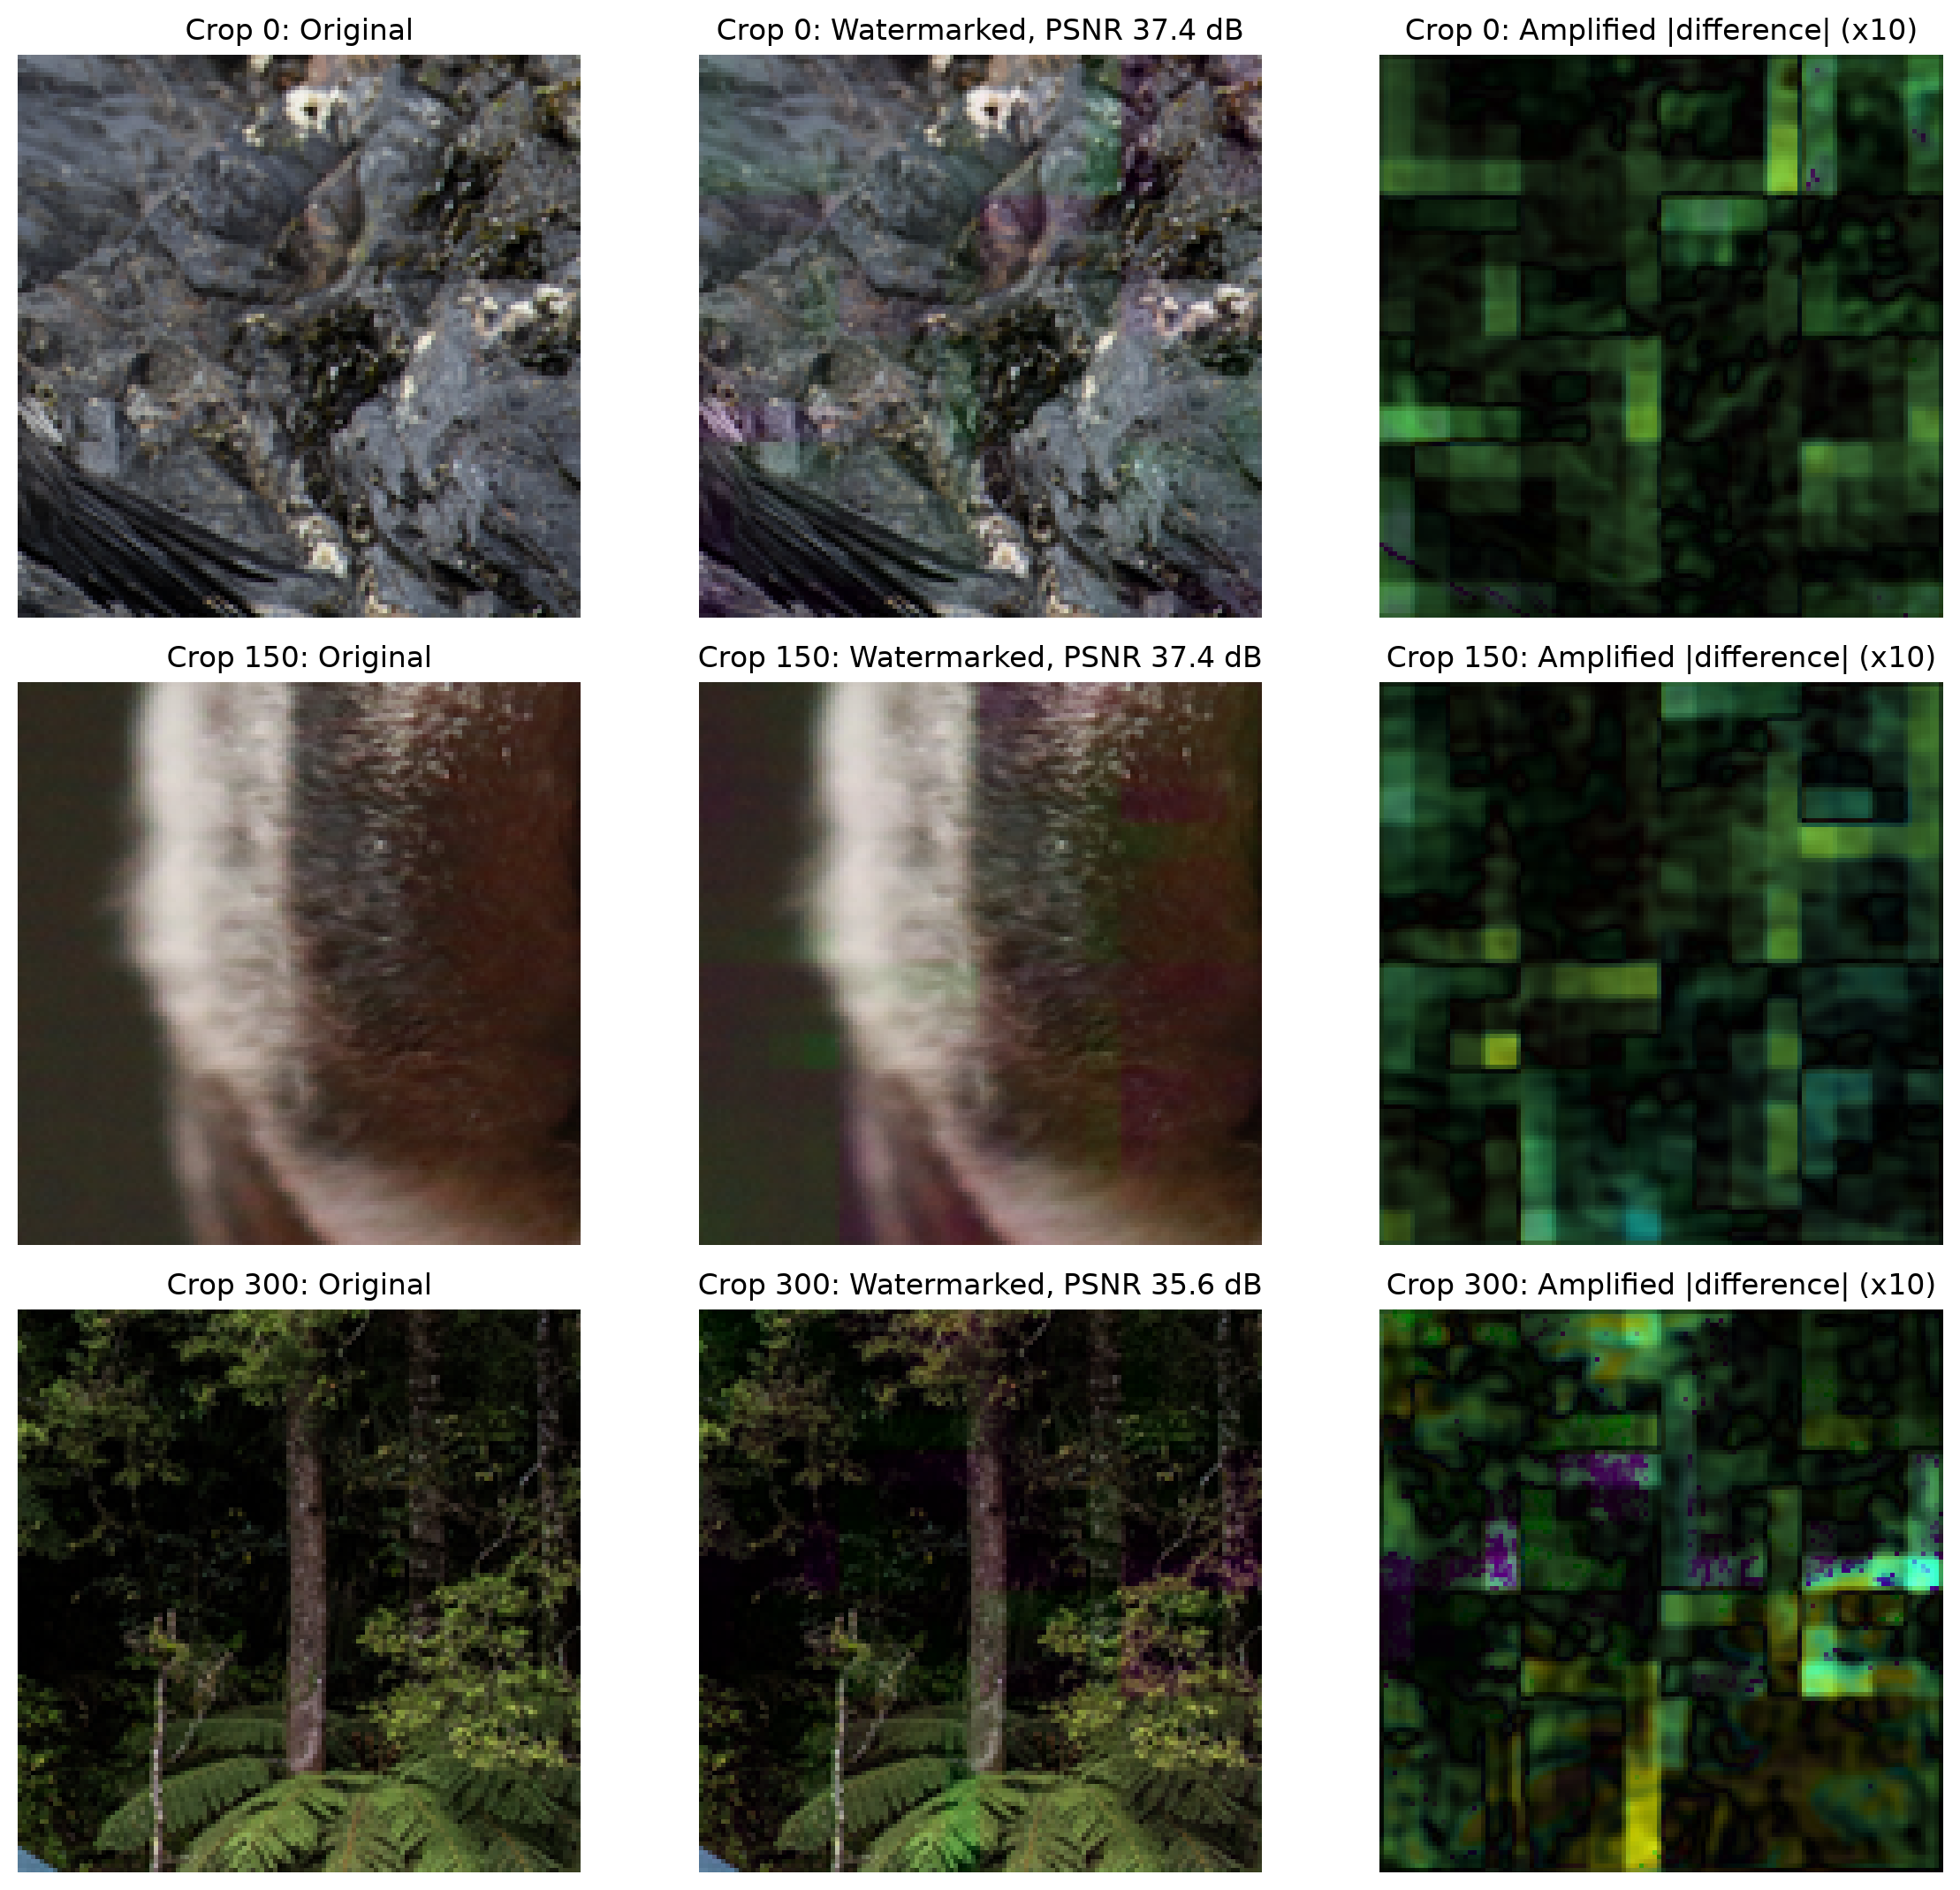 Crop 0: Original
Crop 0: Watermarked, PSNR 37.4 dB
Crop 0: Amplified |difference| (x10)
Crop 150: Original
Crop 150: Watermarked, PSNR 37.4 dB
Crop 150: Amplified |difference| (x10)
Crop 300: Original
Crop 300: Watermarked, PSNR 35.6 dB
Crop 300: Amplified |difference| (x10)